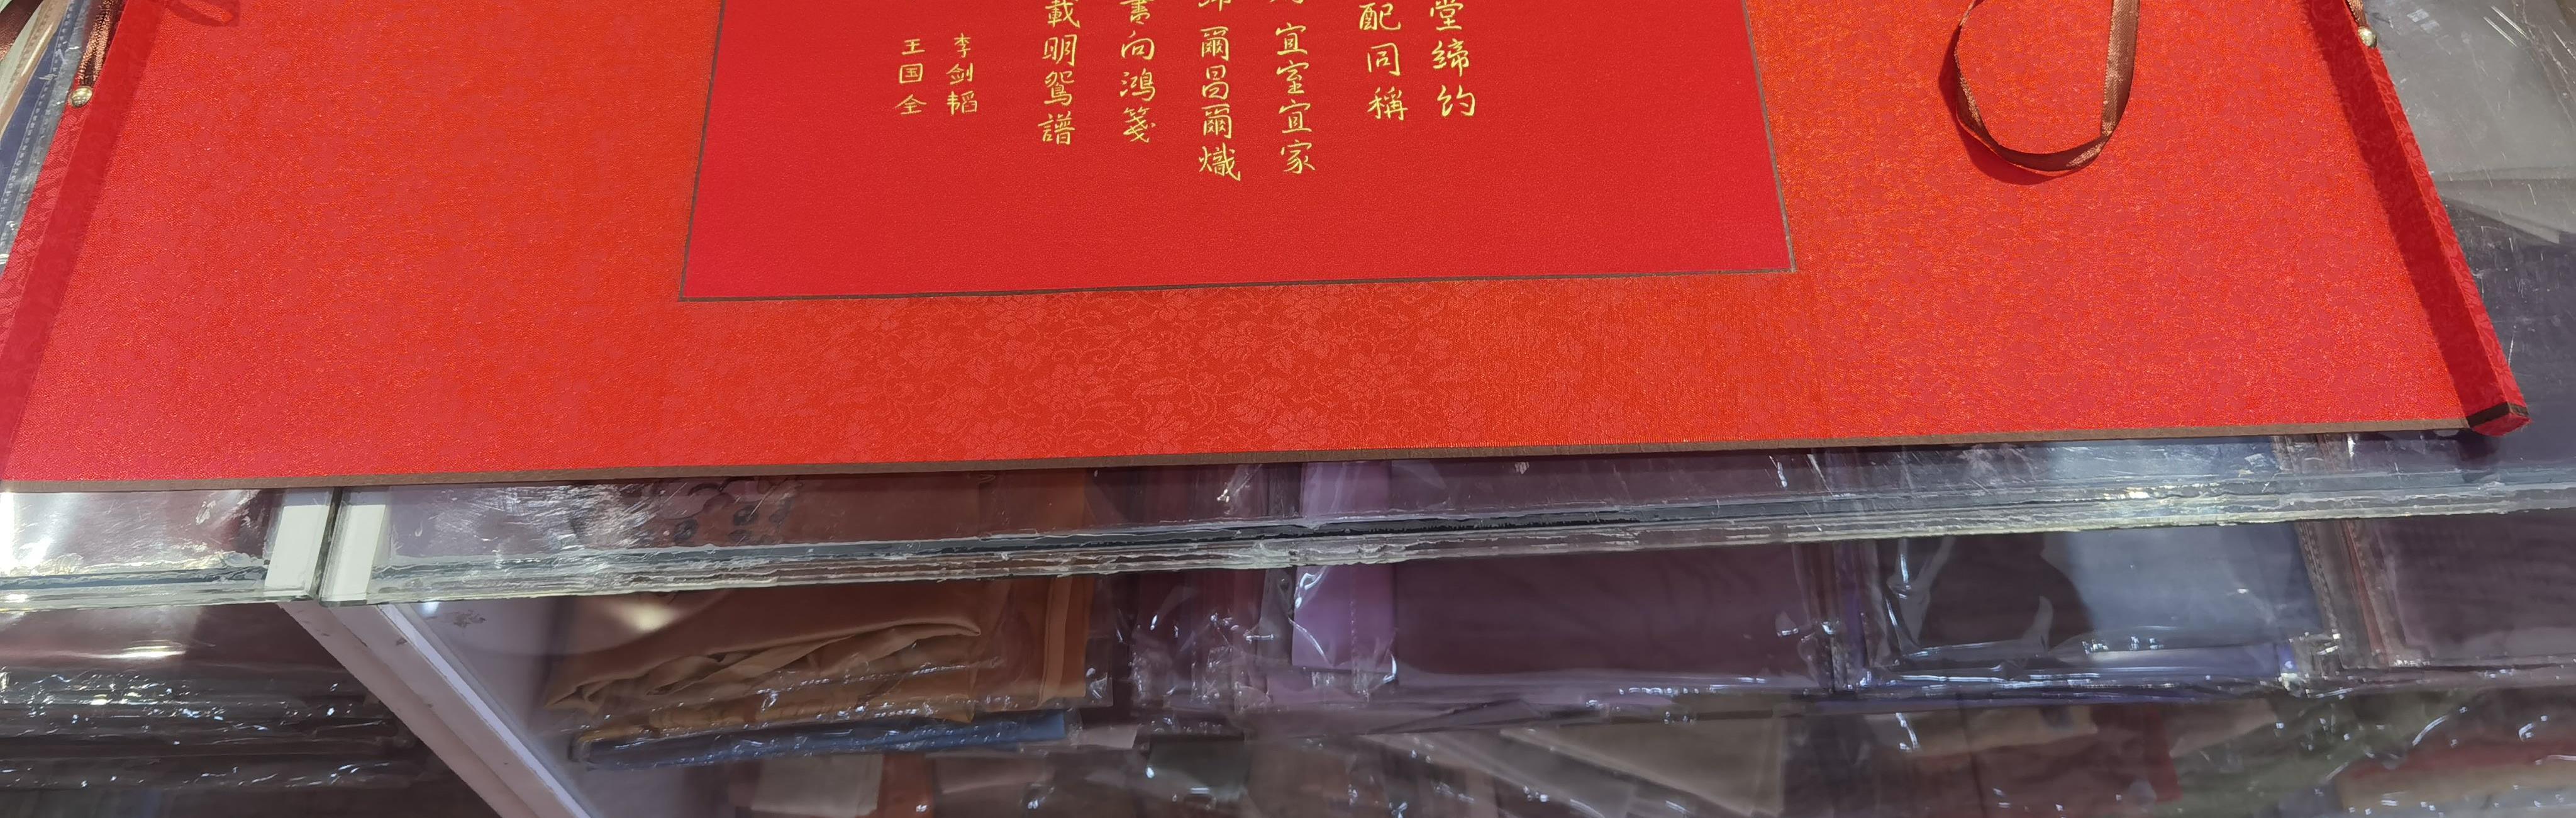 堂締约
配同稱
宜室宜家
爾昌爾熾
書向鴻箋
載明鴛譜
李剑韬
王国全